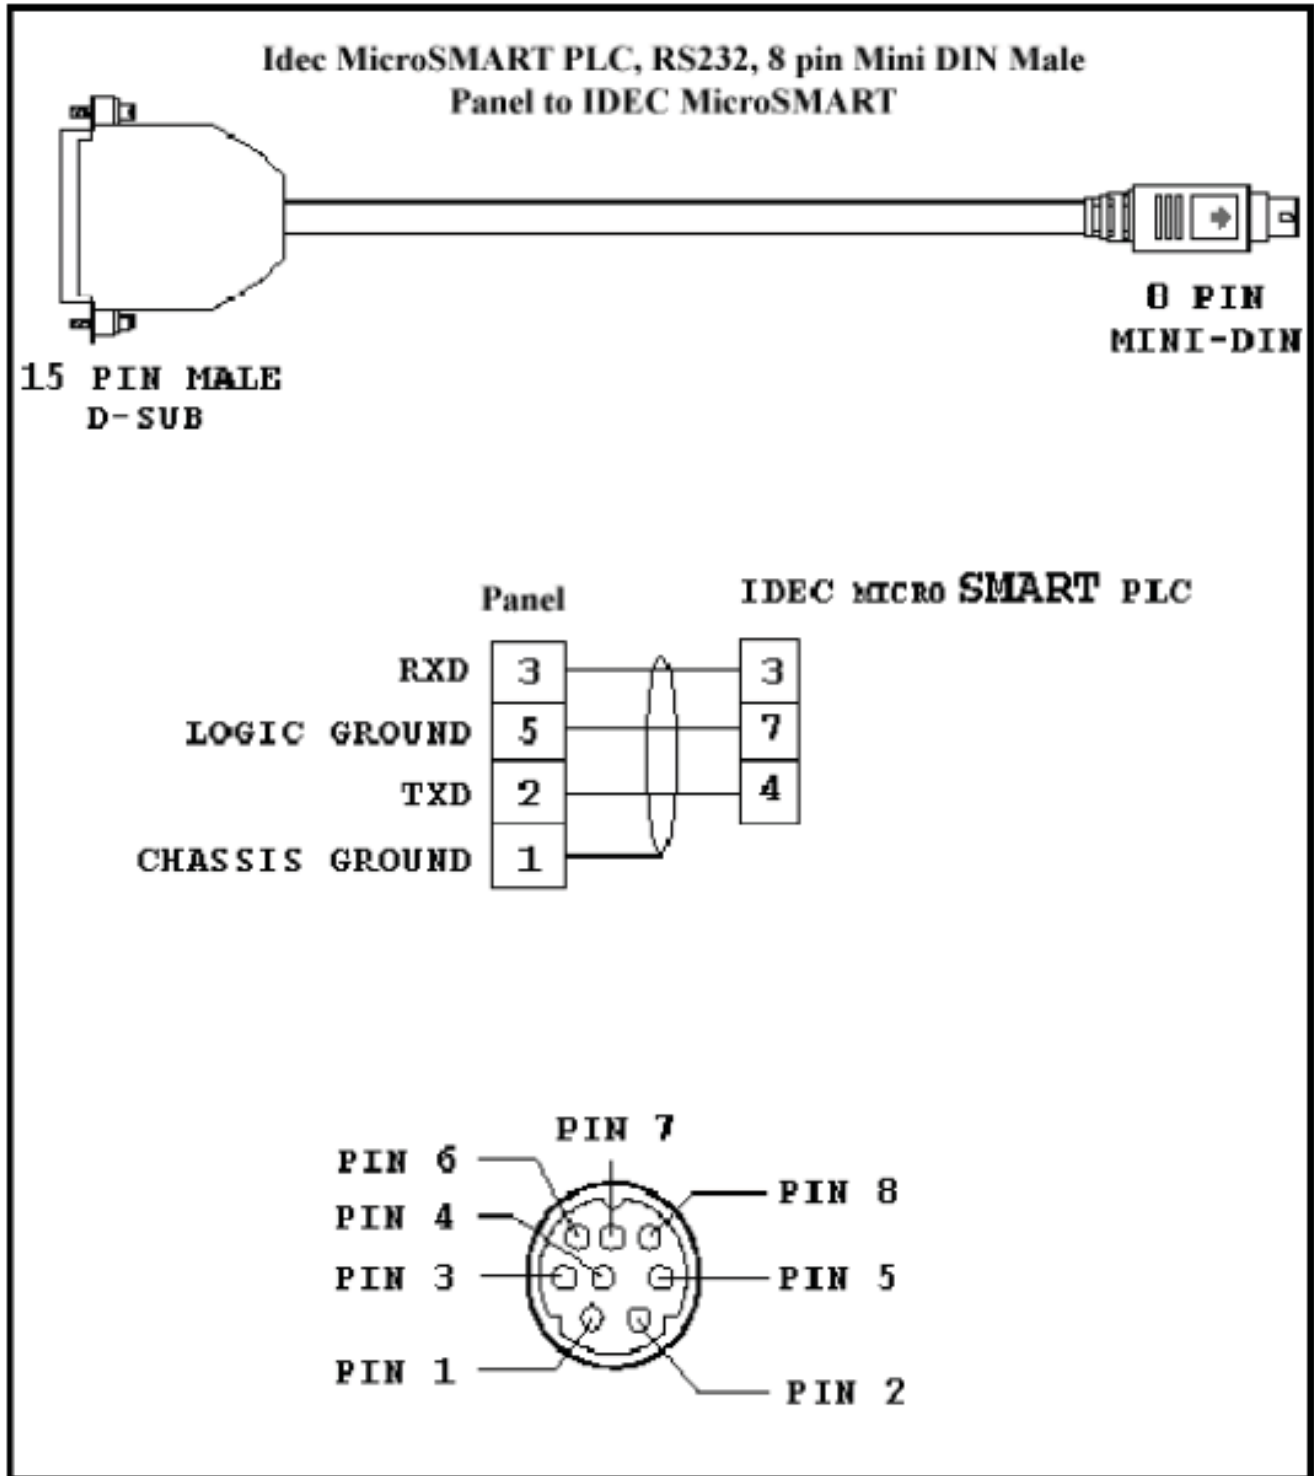 Idec MicroSMART PLC, RS232, 8 pin Mini DIN Male
Panel to IDEC MicroSMART
8 PIN
MINI-DIN
15 PIN MALE
D-SUB
Panel
IDEC MICRO SMART PLC
RXD 3 3
LOGIC GROUND 5 7
TXD 2 4
CHASSIS GROUND 1
PIN 7
PIN 6
PIN 8
PIN 4
PIN 3
PIN 5
PIN 1
PIN 2